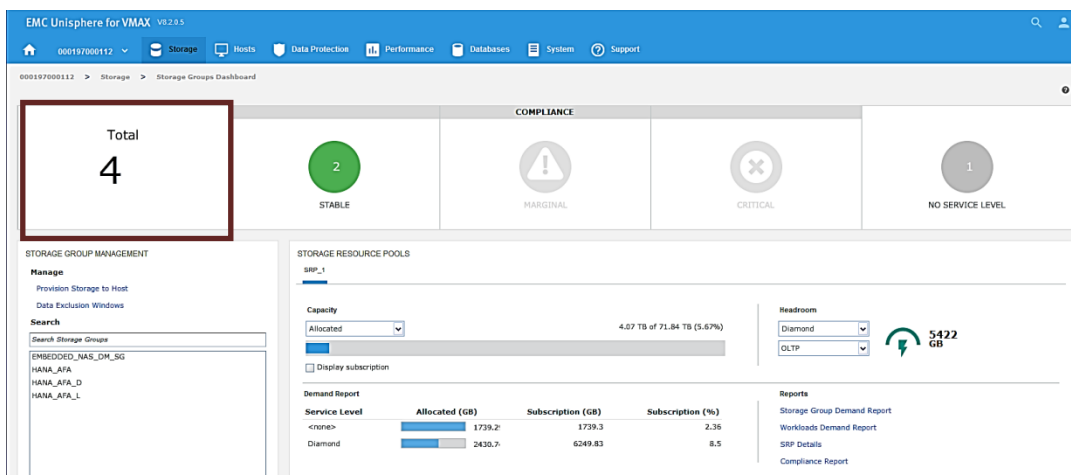 EMC Unisphere for VMAX V8.2.0.5
000197000112 Storage Hosts Data Protection Performance Databases System Support
000197000112 > Storage > Storage Groups Dashboard
COMPLIANCE
Total
4
2
1
STABLE
MARGINAL
CRITICAL
NO SERVICE LEVEL
STORAGE GROUP MANAGEMENT
Manage
Provision Storage to Host
Data Exclusion Windows
Search
Search Storage Groups
EMBEDDED_NAS_DM_SG
HANA_AFA
HANA_AFA_D
HANA_AFA_L
STORAGE RESOURCE POOLS
SRP_1
Capacity
Allocated
4.07 TB of 71.84 TB (5.67%)
Display subscription
Headroom
Diamond
OLTP
5422
GB
Demand Report
Service Level Allocated (GB) Subscription (GB) Subscription (%)
<none> 1739.2 1739.3 2.36
Diamond 2430.7 6249.83 8.5
Reports
Storage Group Demand Report
Workloads Demand Report
SRP Details
Compliance Report